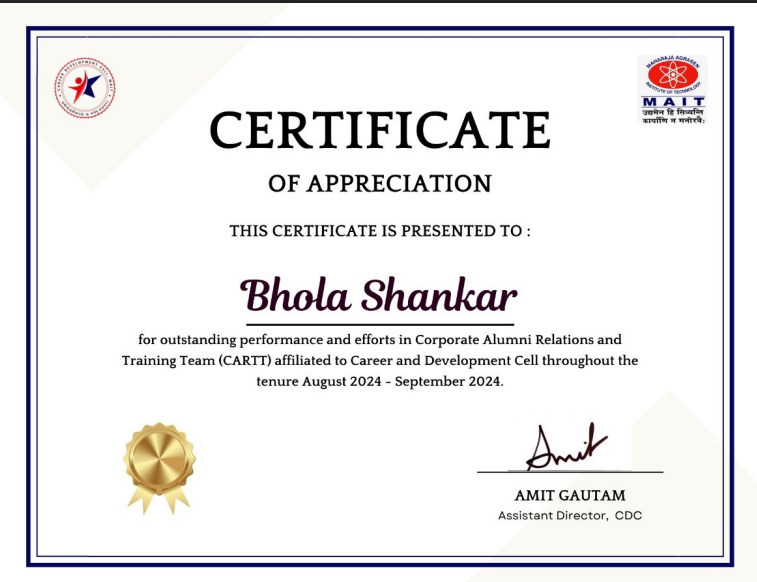 CAREER DEVELOPMENT CELL, MAIT
MAHARAJA AGRASEN
INSTITUTE OF TECHNOLOGY
MAIT
उद्यमेन हि सिध्यन्ति
कार्याणि न मनोरथैः
CERTIFICATE
OF APPRECIATION
THIS CERTIFICATE IS PRESENTED TO :
Bhola Shankar
for outstanding performance and efforts in Corporate Alumni Relations and
Training Team (CARTT) affiliated to Career and Development Cell throughout the
tenure August 2024 - September 2024.
Amit
AMIT GAUTAM
Assistant Director, CDC